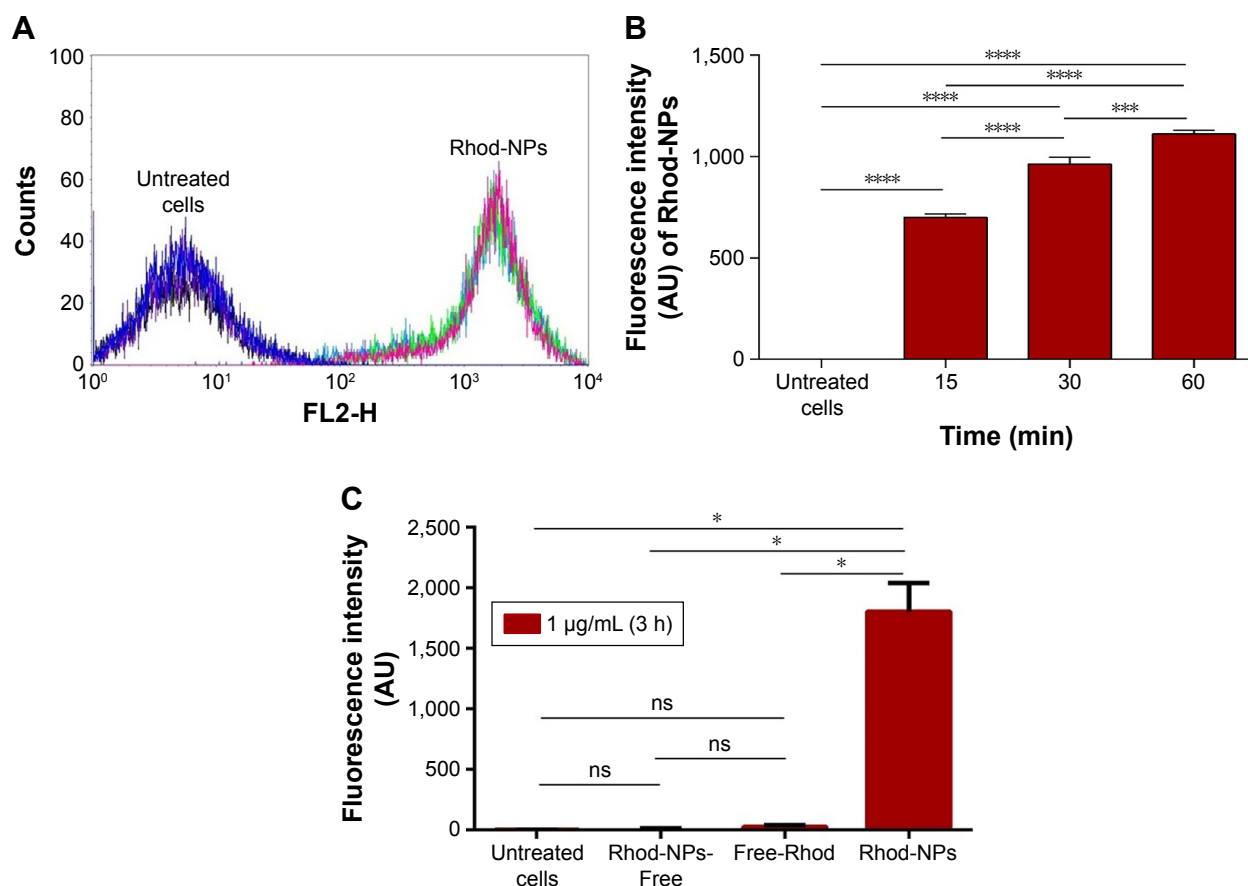 A
100
80
60
40
20
0
Counts
Untreated
cells
Rhod-NPs
10⁰
10¹
10²
10³
10⁴
FL2-H
B
Fluorescence intensity
(AU) of Rhod-NPs
1,500
1,000
500
0
****
****
****
***
****
****
Untreated
cells
15
30
60
Time (min)
C
Fluorescence intensity
(AU)
2,500
2,000
1,500
1,000
500
0
*
*
*
1 µg/mL (3 h)
ns
ns
ns
Untreated
cells
Rhod-NPs-
Free
Free-Rhod
Rhod-NPs